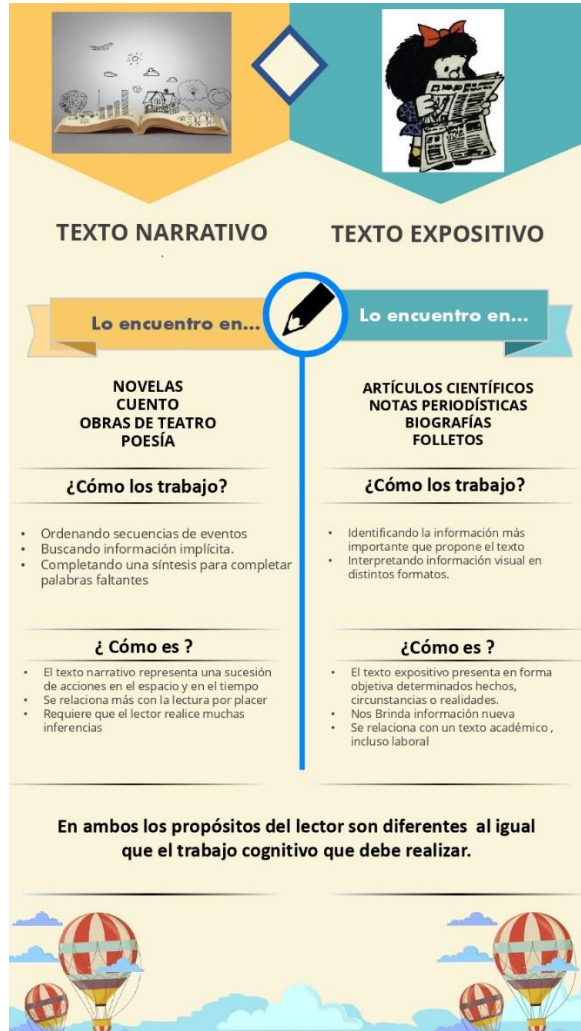 TEXTO NARRATIVO
.
Lo encuentro en...
NOVELAS
CUENTO
OBRAS DE TEATRO
POESÍA
¿Cómo los trabajo?
• Ordenando secuencias de eventos
• Buscando información implícita.
• Completando una síntesis para completar
palabras faltantes
¿ Cómo es ?
• El texto narrativo representa una sucesión
de acciones en el espacio y en el tiempo
• Se relaciona más con la lectura por placer
• Requiere que el lector realice muchas
inferencias
TEXTO EXPOSITIVO
Lo encuentro en...
ARTÍCULOS CIENTÍFICOS
NOTAS PERIODÍSTICAS
BIOGRAFÍAS
FOLLETOS
¿Cómo los trabajo?
• Identificando la información más
importante que propone el texto
• Interpretando información visual en
distintos formatos.
¿Cómo es ?
• El texto expositivo presenta en forma
objetiva determinados hechos,
circunstancias o realidades.
• Nos Brinda información nueva
• Se relaciona con un texto académico ,
incluso laboral
En ambos los propósitos del lector son diferentes al igual
que el trabajo cognitivo que debe realizar.